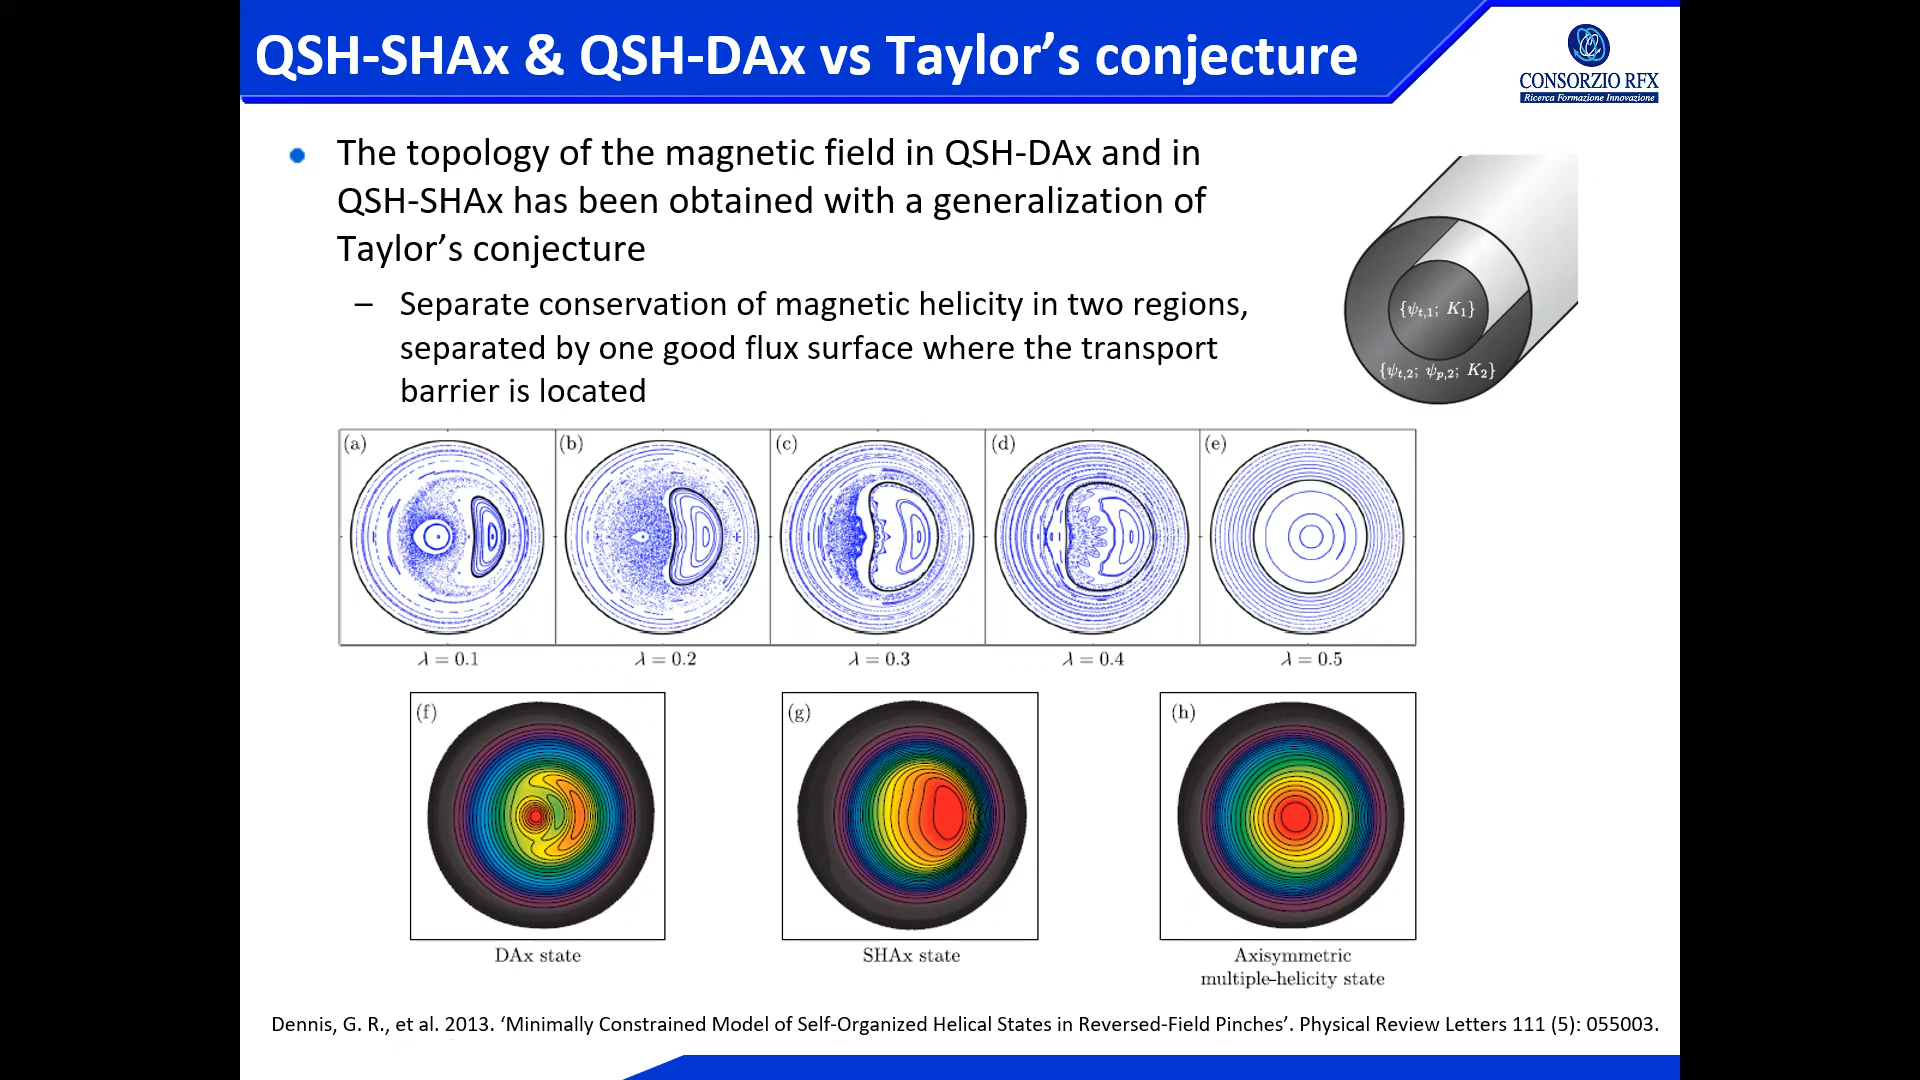 QSH-SHAx & QSH-DAx vs Taylor’s conjecture
CONSORZIO RFX
Ricerca Formazione Innovazione
The topology of the magnetic field in QSH-DAx and in
QSH-SHAx has been obtained with a generalization of
Taylor’s conjecture
– Separate conservation of magnetic helicity in two regions,
separated by one good flux surface where the transport
barrier is located
{ψt,1; K1}
{ψt,2; ψp,2; K2}
(a) (b) (c) (d) (e)
λ = 0.1 λ = 0.2 λ = 0.3 λ = 0.4 λ = 0.5
(f) (g) (h)
DAx state SHAx state Axisymmetric
multiple-helicity state
Dennis, G. R., et al. 2013. ‘Minimally Constrained Model of Self-Organized Helical States in Reversed-Field Pinches’. Physical Review Letters 111 (5): 055003.